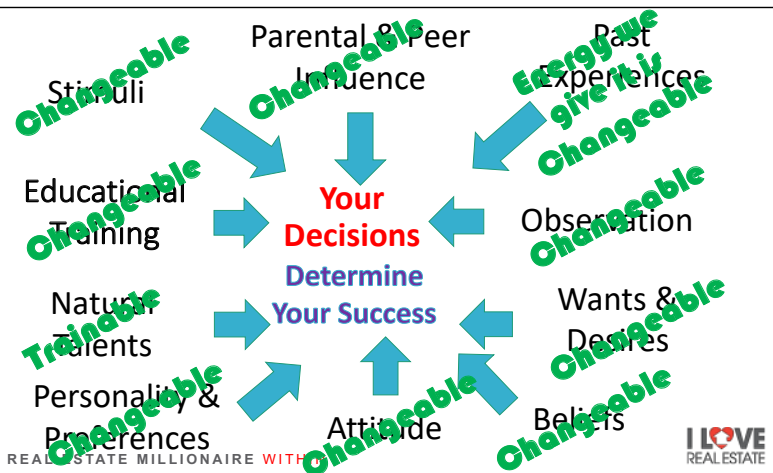 Stimuli
Changeable
Parental & Peer
Influence
Changeable
Past
Experiences
Energy we
give it is
Changeable
Educational
Training
Changeable
Your
Decisions
Determine
Your Success
Observation
Changeable
Natural
Talents
Trainable
Wants &
Desires
Changeable
Personality &
Preferences
Changeable
Attitude
Changeable
Beliefs
Changeable
REAL ESTATE MILLIONAIRE WITH
I LOVE
REAL ESTATE